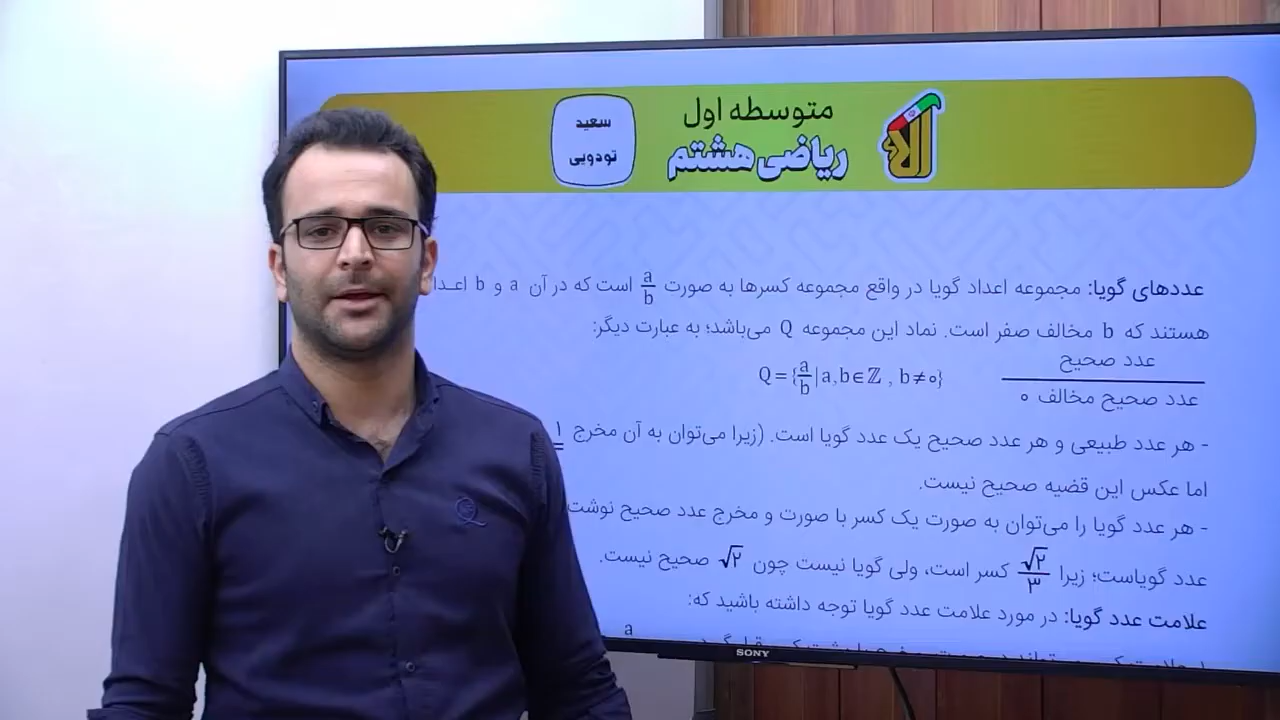 متوسطه اول
ریاضی هشتم
سعید
تودویی
الا
عددهای گویا: مجموعه اعداد گویا در واقع مجموعه کسرها به صورت a/b است که در آن a و b
هستند که b مخالف صفر است. نماد این مجموعه Q می‌باشد؛ به عبارت دیگر:
عدد صحیح
عدد صحیح مخالف ۰
Q={a/b|a,b∈ℤ , b≠۰}
- هر عدد طبیعی و هر عدد صحیح یک عدد گویا است. (زیرا می‌توان به آن مخرج ۱
اما عکس این قضیه صحیح نیست.
- هر عدد گویا را می‌توان به صورت یک کسر با صورت و مخرج عدد صحیح نوشت
عدد گویاست؛ زیرا √۲/۳ کسر است، ولی گویا نیست چون √۲ صحیح نیست.
علامت عدد گویا: در مورد علامت عدد گویا توجه داشته باشید که:
a
SONY